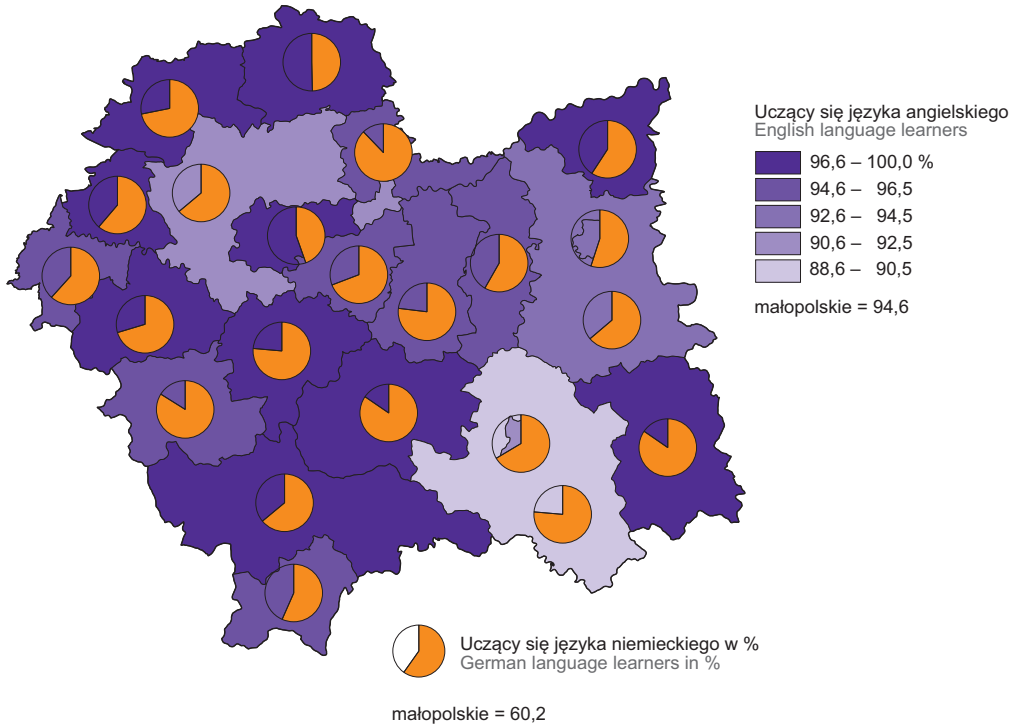 Uczący się języka angielskiego
English language learners
96,6 – 100,0 %
94,6 – 96,5
92,6 – 94,5
90,6 – 92,5
88,6 – 90,5
małopolskie = 94,6
Uczący się języka niemieckiego w %
German language learners in %
małopolskie = 60,2